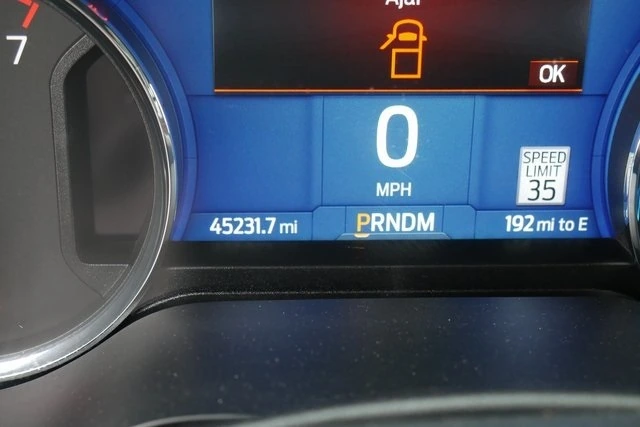 Ajar
7
OK
0
MPH
SPEED
LIMIT
35
45231.7 mi
PRNDM
192 mi to E